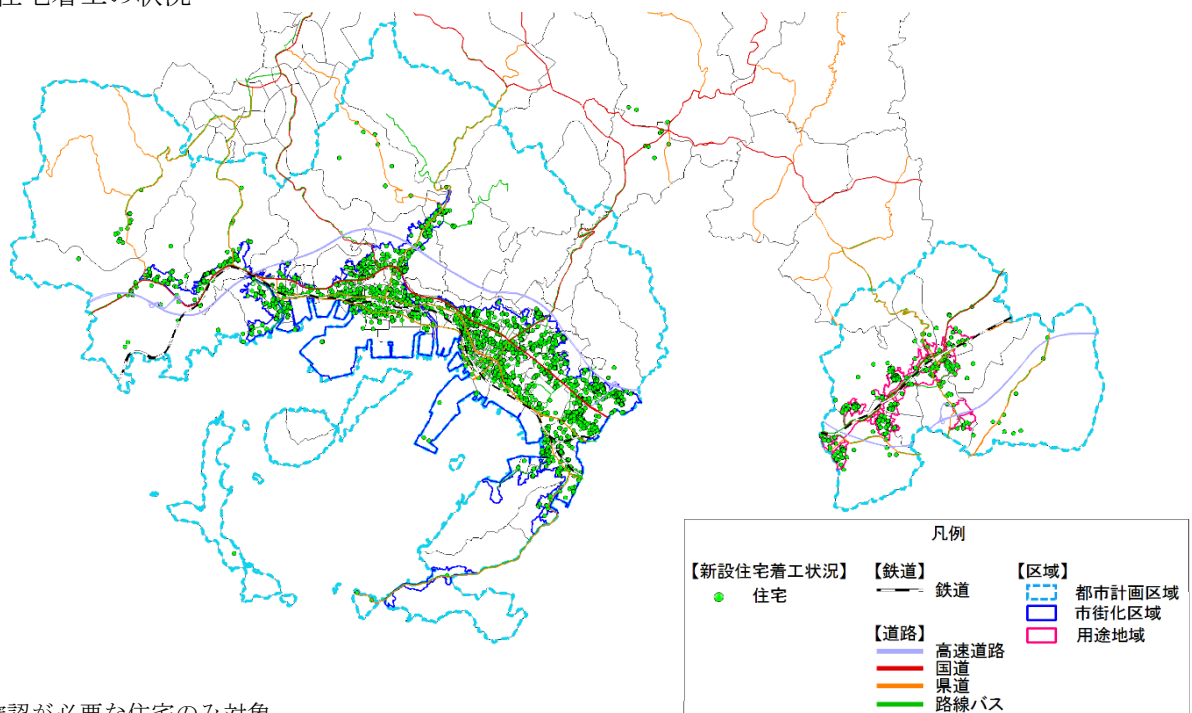 住宅着工の状況
凡例
【新設住宅着工状況】
住宅
【鉄道】
鉄道
【道路】
高速道路
国道
県道
路線バス
【区域】
都市計画区域
市街化区域
用途地域
確認が必要な住宅のみ対象